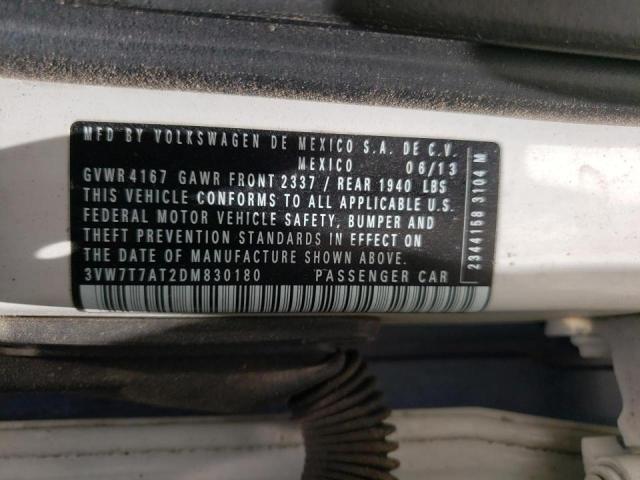 MFD BY VOLKSWAGEN DE MEXICO S.A. DE C.V.
MEXICO 06/13
GVWR 4167 GAWR FRONT 2337 / REAR 1940 LBS
THIS VEHICLE CONFORMS TO ALL APPLICABLE U.S.
FEDERAL MOTOR VEHICLE SAFETY, BUMPER AND
THEFT PREVENTION STANDARDS IN EFFECT ON
THE DATE OF MANUFACTURE SHOWN ABOVE.
3VW7T7AT2DM830180 PASSENGER CAR
2344158 3104 M